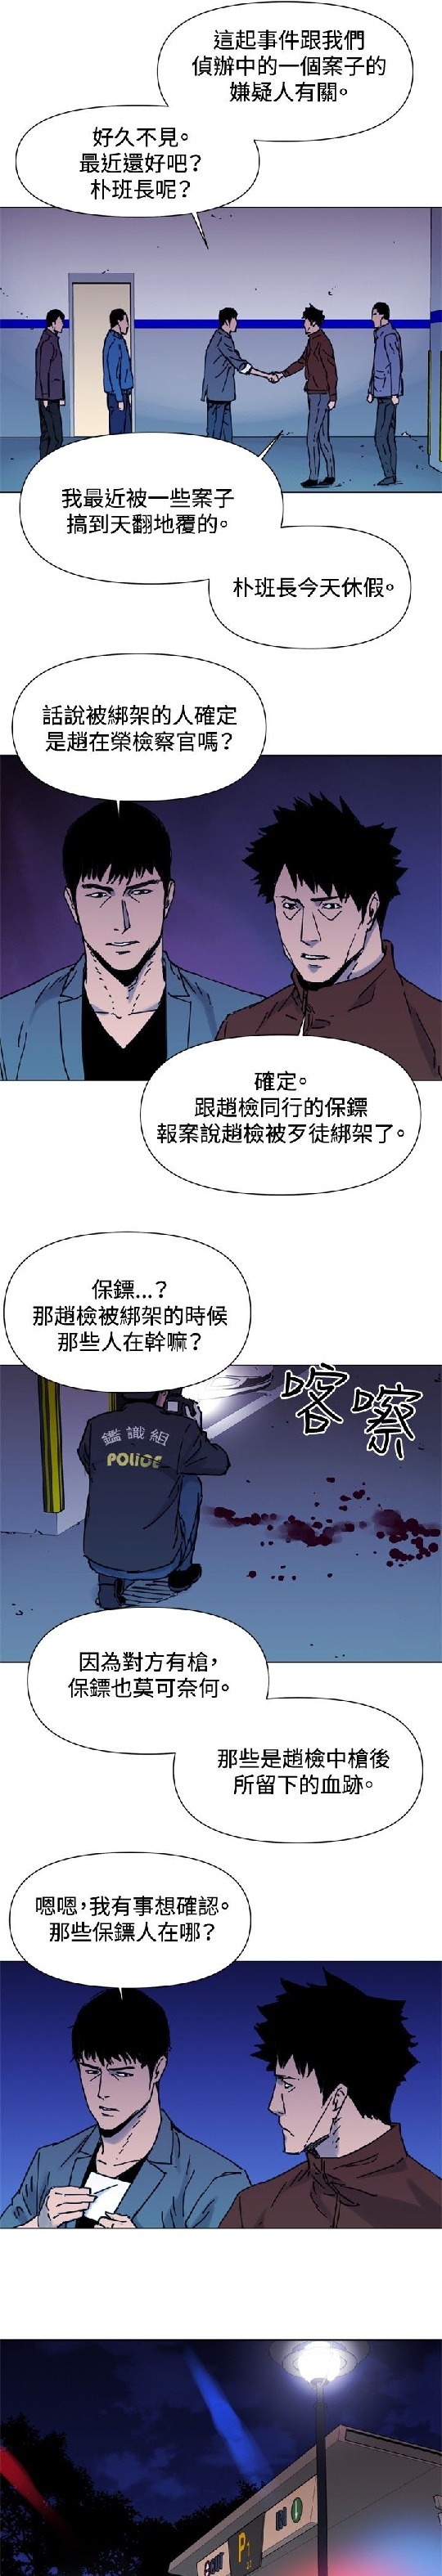 這起事件跟我們
偵辦中的一個案子的
嫌疑人有關。
好久不見。
最近還好吧?
朴班長呢?
我最近被一些案子
搞到天翻地覆的。
朴班長今天休假。
話說被綁架的人確定
是趙在榮檢察官嗎?
確定。
跟趙檢同行的保鏢
報案說趙檢被歹徒綁架了。
保鏢...?
那趙檢被綁架的時候
那些人在幹嘛?
喀嚓
鑑識組
POLICE
因為對方有槍,
保鏢也莫可奈何。
那些是趙檢中槍後
所留下的血跡。
嗯嗯,我有事想確認。
那些保鏢人在哪?
P1
IN